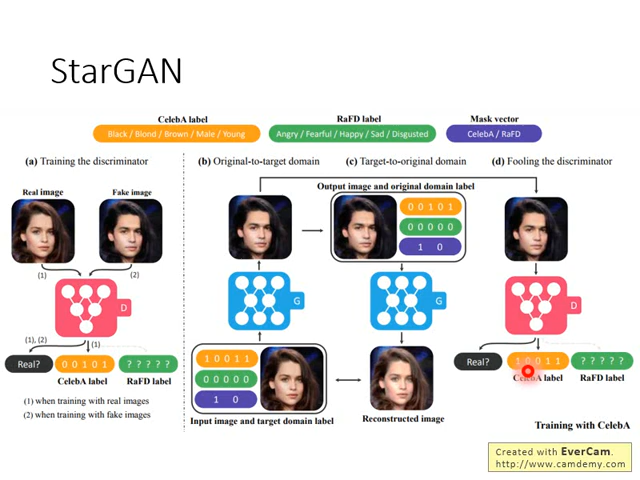 StarGAN
CelebA label
RaFD label
Mask vector
Black / Blond / Brown / Male / Young
Angry / Fearful / Happy / Sad / Disgusted
CelebA / RaFD
(a) Training the discriminator
(b) Original-to-target domain
(c) Target-to-original domain
(d) Fooling the discriminator
Real image
Fake image
Output image and original domain label
0 0 1 0 1
0 0 0 0 0
1 0
(1)
(2)
D
G
G
D
(1), (2)
(1)
Real?
0 0 1 0 1
? ? ? ? ?
CelebA label
RaFD label
(1) when training with real images
(2) when training with fake images
1 0 0 1 1
0 0 0 0 0
1 0
Input image and target domain label
Reconstructed image
Real?
1 0 0 1 1
? ? ? ? ?
CelebA label
RaFD label
Training with CelebA
Created with EverCam.
http://www.camdemy.com